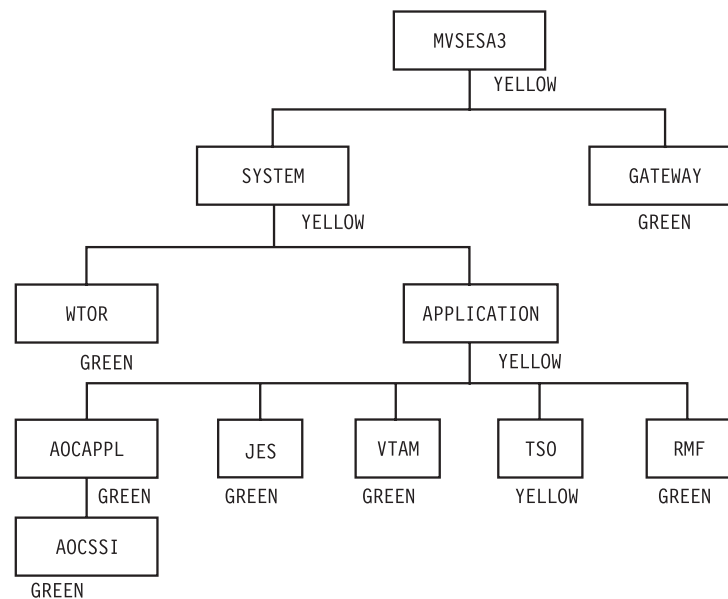 MVSESA3
YELLOW
SYSTEM
GATEWAY
YELLOW
GREEN
WTOR
APPLICATION
GREEN
YELLOW
AOCAPPL
JES
VTAM
TSO
RMF
GREEN
GREEN
GREEN
YELLOW
GREEN
AOCSSI
GREEN